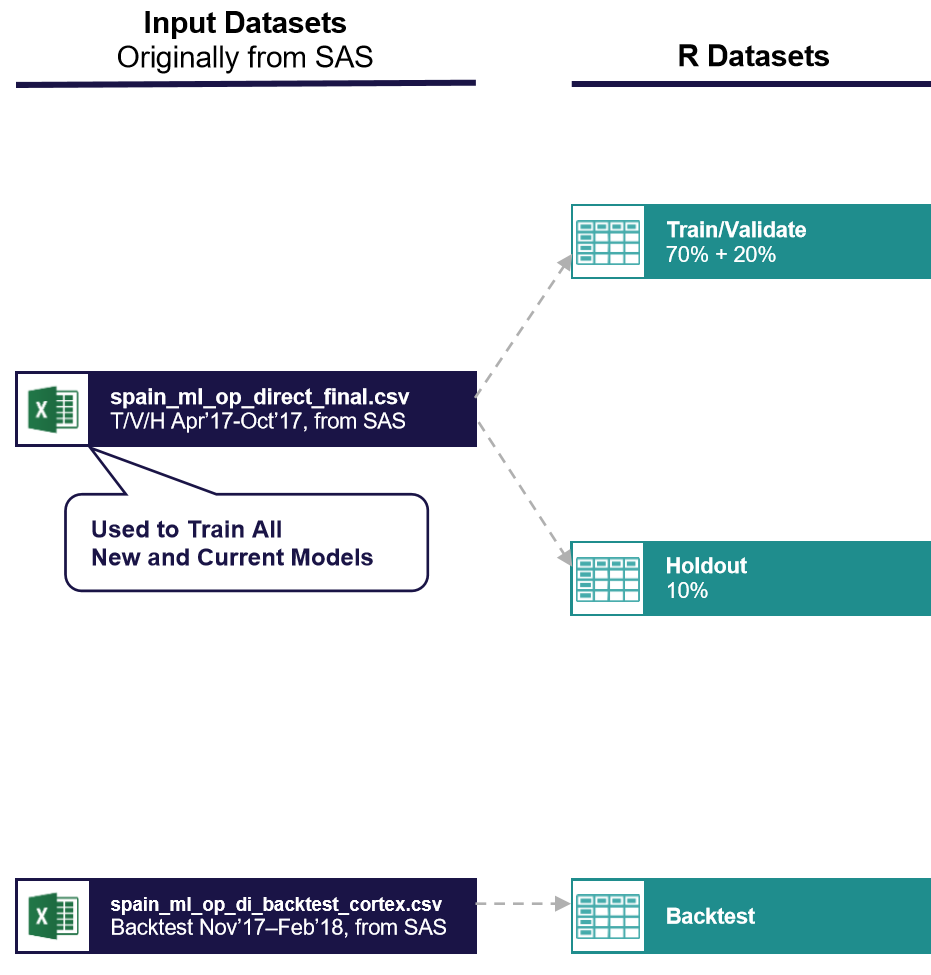 Input Datasets
Originally from SAS
R Datasets
Train/Validate
70% + 20%
spain_ml_op_direct_final.csv
T/V/H Apr’17-Oct’17, from SAS
Used to Train All
New and Current Models
Holdout
10%
spain_ml_op_di_backtest_cortex.csv
Backtest Nov’17–Feb’18, from SAS
Backtest